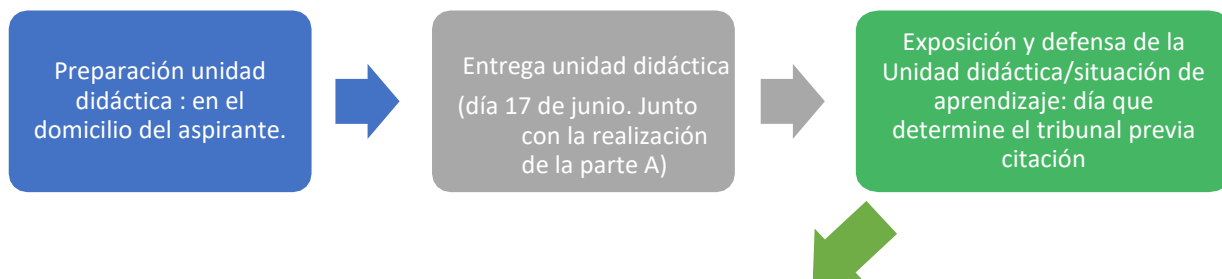 Preparación unidad
didáctica : en el
domicilio del aspirante.
Entrega unidad didáctica
(día 17 de junio. Junto
con la realización
de la parte A)
Exposición y defensa de la
Unidad didáctica/situación de
aprendizaje: día que
determine el tribunal previa
citación